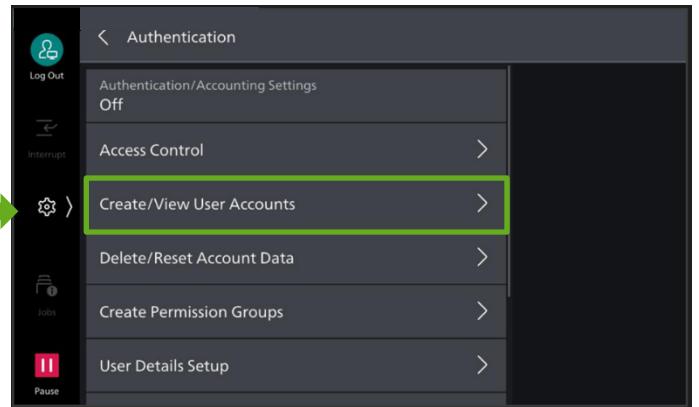 Authentication
Log Out
Authentication/Accounting Settings
Off
Interrupt
Access Control
Create/View User Accounts
Delete/Reset Account Data
Jobs
Create Permission Groups
User Details Setup
Pause